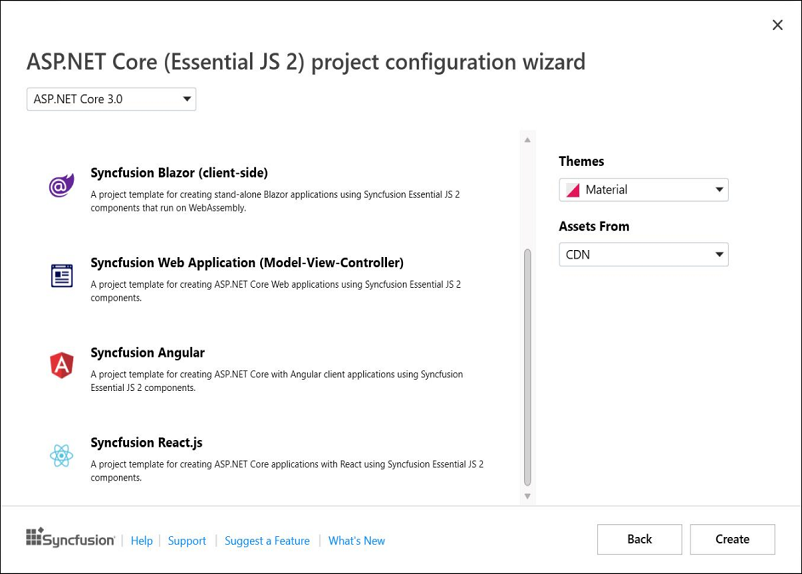 ASP.NET Core (Essential JS 2) project configuration wizard
ASP.NET Core 3.0
Syncfusion Blazor (client-side)
A project template for creating stand-alone Blazor applications using Syncfusion Essential JS 2
components that run on WebAssembly.
Syncfusion Web Application (Model-View-Controller)
A project template for creating ASP.NET Core Web applications using Syncfusion Essential JS 2
components.
Syncfusion Angular
A project template for creating ASP.NET Core with Angular client applications using Syncfusion
Essential JS 2 components.
Syncfusion React.js
A project template for creating ASP.NET Core applications with React using Syncfusion Essential JS 2
components.
Themes
Material
Assets From
CDN
Syncfusion | Help | Support | Suggest a Feature | What's New
Back
Create